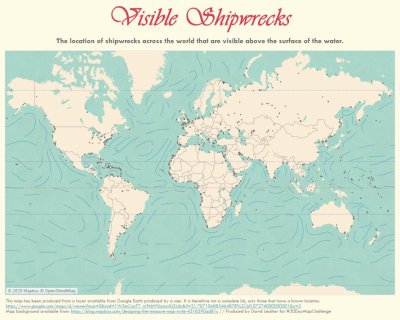 Visible Shipwrecks
The location of shipwrecks across the world that are visible above the surface of the water.
© 2020 Mapbox © OpenStreetMap
This map has been produced from a layer available from Google Earth produced by a user. It is therefore not a complete list, only those that have a known location.
Map background available from: // Produced by David Leather for #30DayMapChallenge